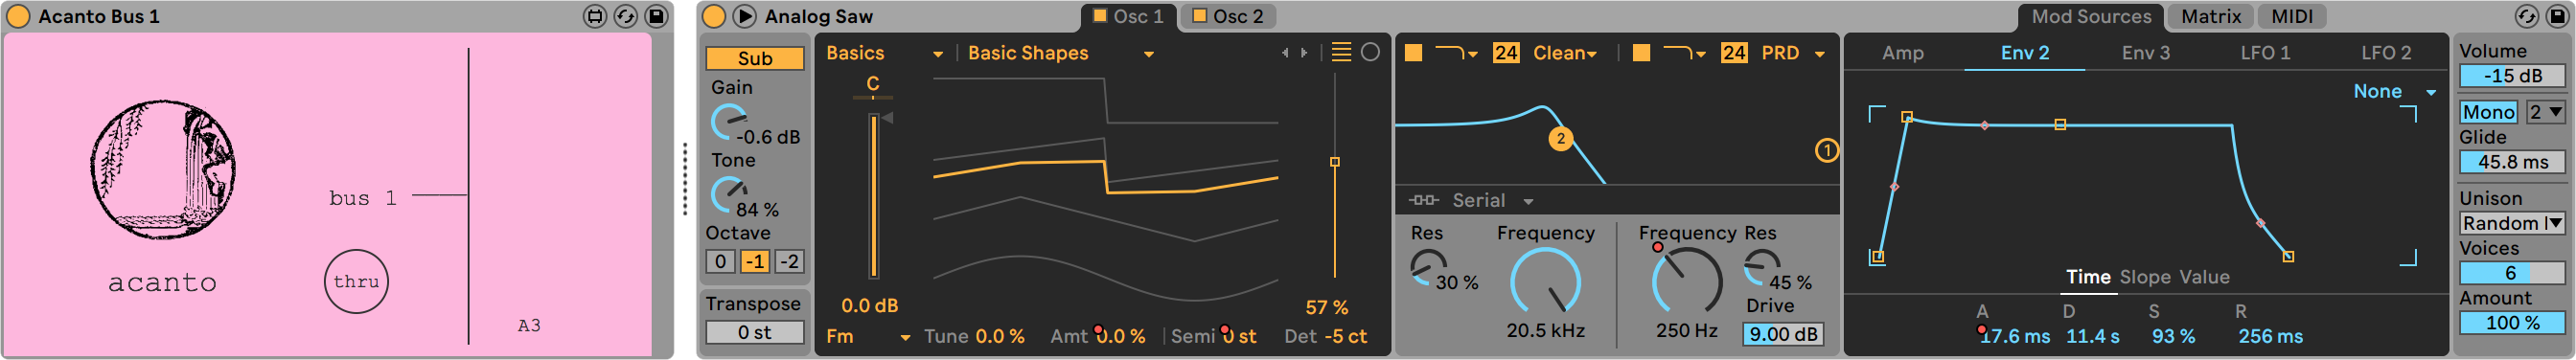 Acanto Bus 1
bus 1
acanto
thru
A3
Analog Saw
Osc 1
Osc 2
Mod Sources
Matrix
MIDI
Sub
Gain
-0.6 dB
Tone
84 %
Octave
0 -1 -2
Transpose
0 st
Basics
Basic Shapes
C
0.0 dB
57 %
Fm
Tune 0.0 %
Amt 0.0 %
Semi 0 st
Det -5 ct
24 Clean
24 PRD
2
1
Serial
Res
30 %
Frequency
20.5 kHz
Frequency
250 Hz
Res
45 %
Drive
9.00 dB
Amp
Env 2
Env 3
LFO 1
LFO 2
None
Time Slope Value
A D S R
17.6 ms 11.4 s 93 % 256 ms
Volume
-15 dB
Mono 2
Glide
45.8 ms
Unison
Random
Voices
6
Amount
100 %